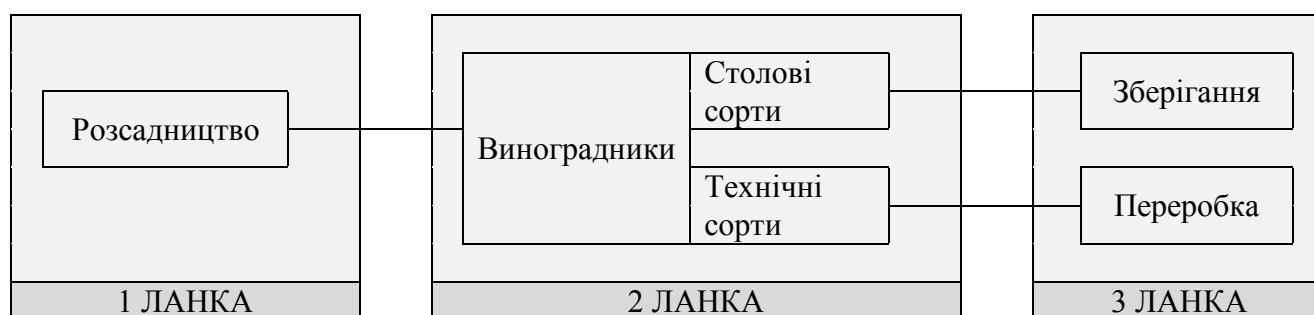 Розсадництво
Виноградники
Столові
сорти
Технічні
сорти
Зберігання
Переробка
1 ЛАНКА
2 ЛАНКА
3 ЛАНКА